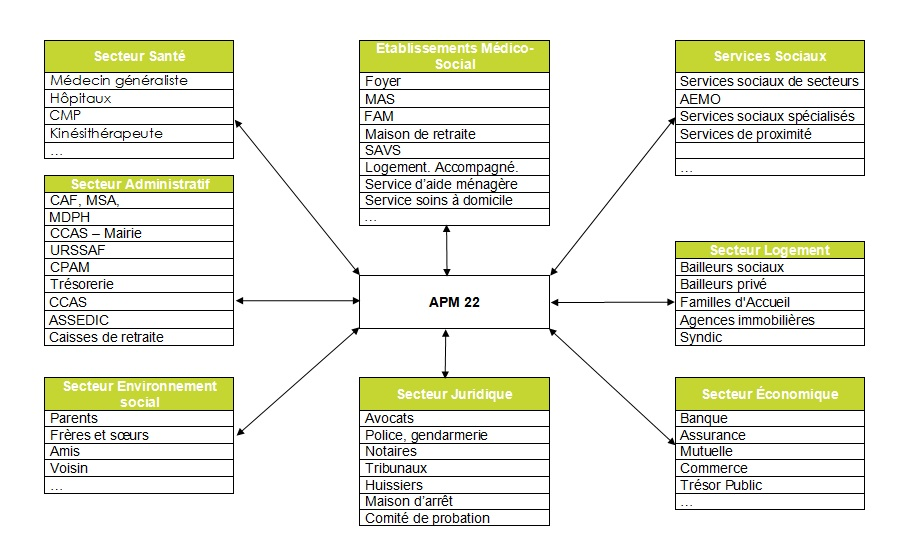 Secteur Santé
Médecin généraliste
Hôpitaux
CMP
Kinésithérapeute
…
Etablissements Médico-
Social
Foyer
MAS
FAM
Maison de retraite
SAVS
Logement. Accompagné.
Service d'aide ménagère
Service soins à domicile
…
Services Sociaux
Services sociaux de secteurs
AEMO
Services sociaux spécialisés
Services de proximité
…
Secteur Administratif
CAF, MSA,
MDPH
CCAS – Mairie
URSSAF
CPAM
Trésorerie
CCAS
ASSEDIC
Caisses de retraite
APM 22
Secteur Logement
Bailleurs sociaux
Bailleurs privé
Familles d'Accueil
Agences immobilières
Syndic
Secteur Environnement
social
Parents
Frères et sœurs
Amis
Voisin
…
Secteur Juridique
Avocats
Police, gendarmerie
Notaires
Tribunaux
Huissiers
Maison d'arrêt
Comité de probation
Secteur Économique
Banque
Assurance
Mutuelle
Commerce
Trésor Public
…